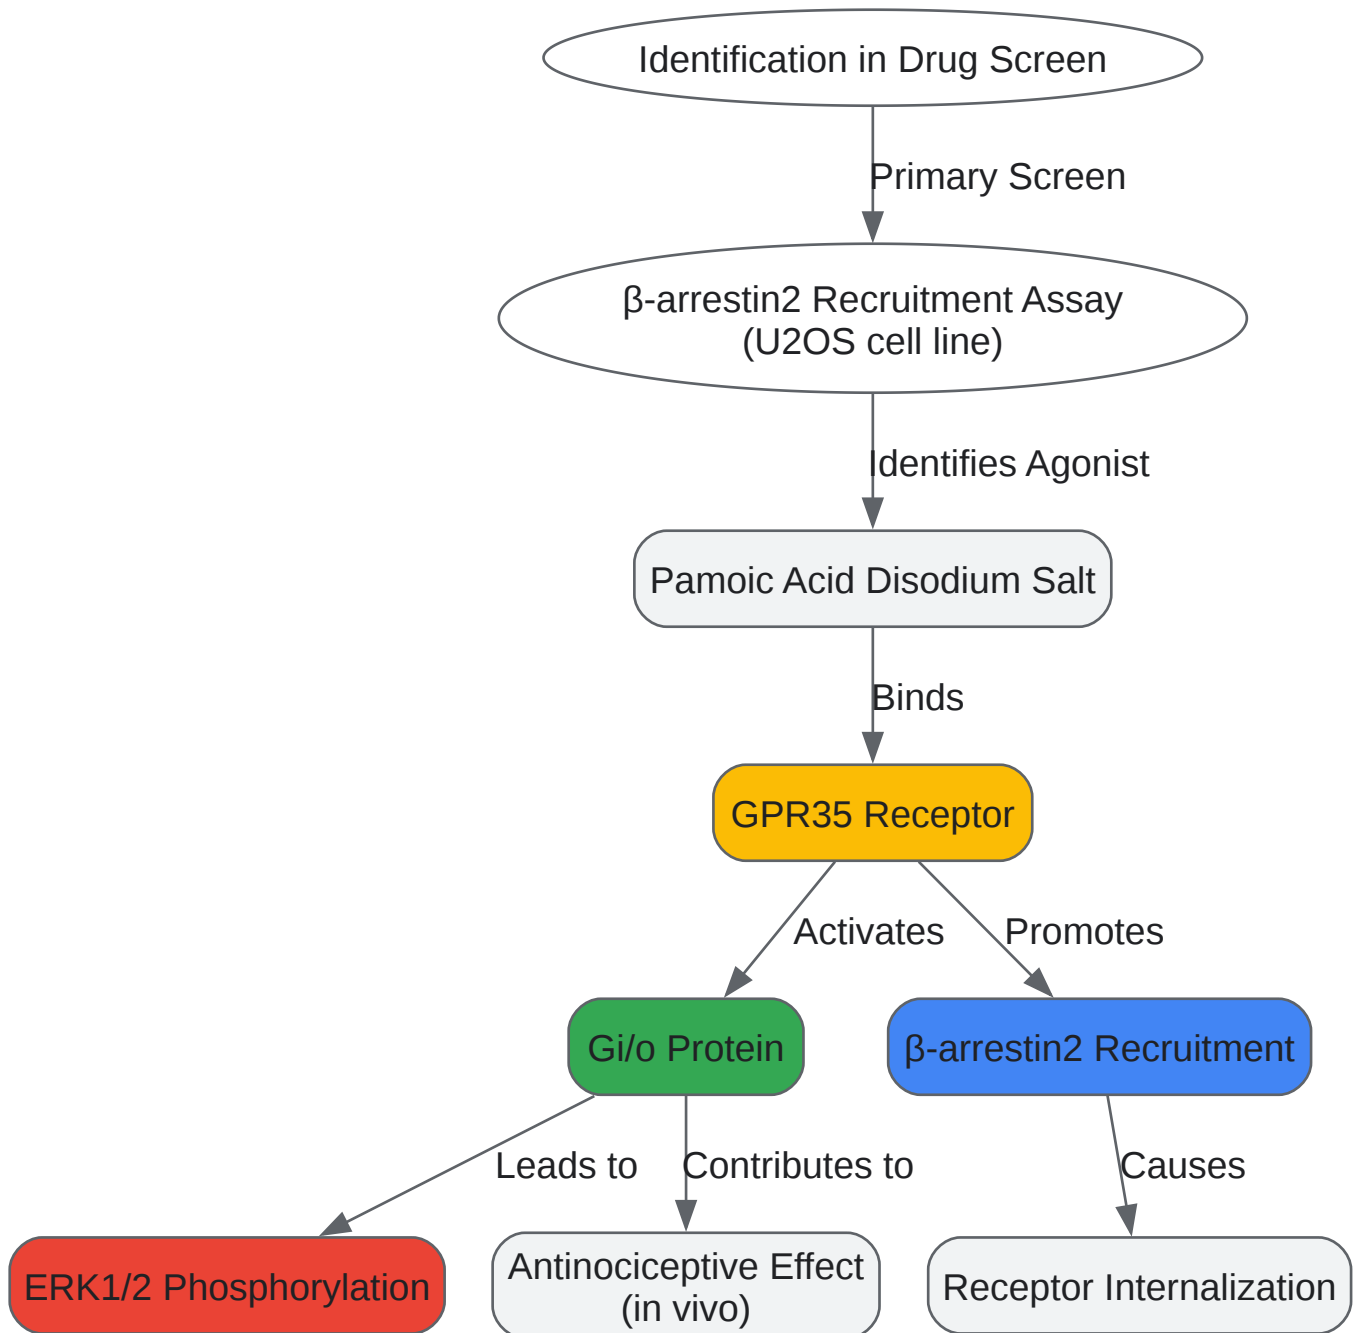 Identification in Drug Screen
Primary Screen
β-arrestin2 Recruitment Assay
(U2OS cell line)
Identifies Agonist
Pamoic Acid Disodium Salt
Binds
GPR35 Receptor
Activates
Promotes
Gi/o Protein
β-arrestin2 Recruitment
Leads to
Contributes to
Causes
ERK1/2 Phosphorylation
Antinociceptive Effect
(in vivo)
Receptor Internalization